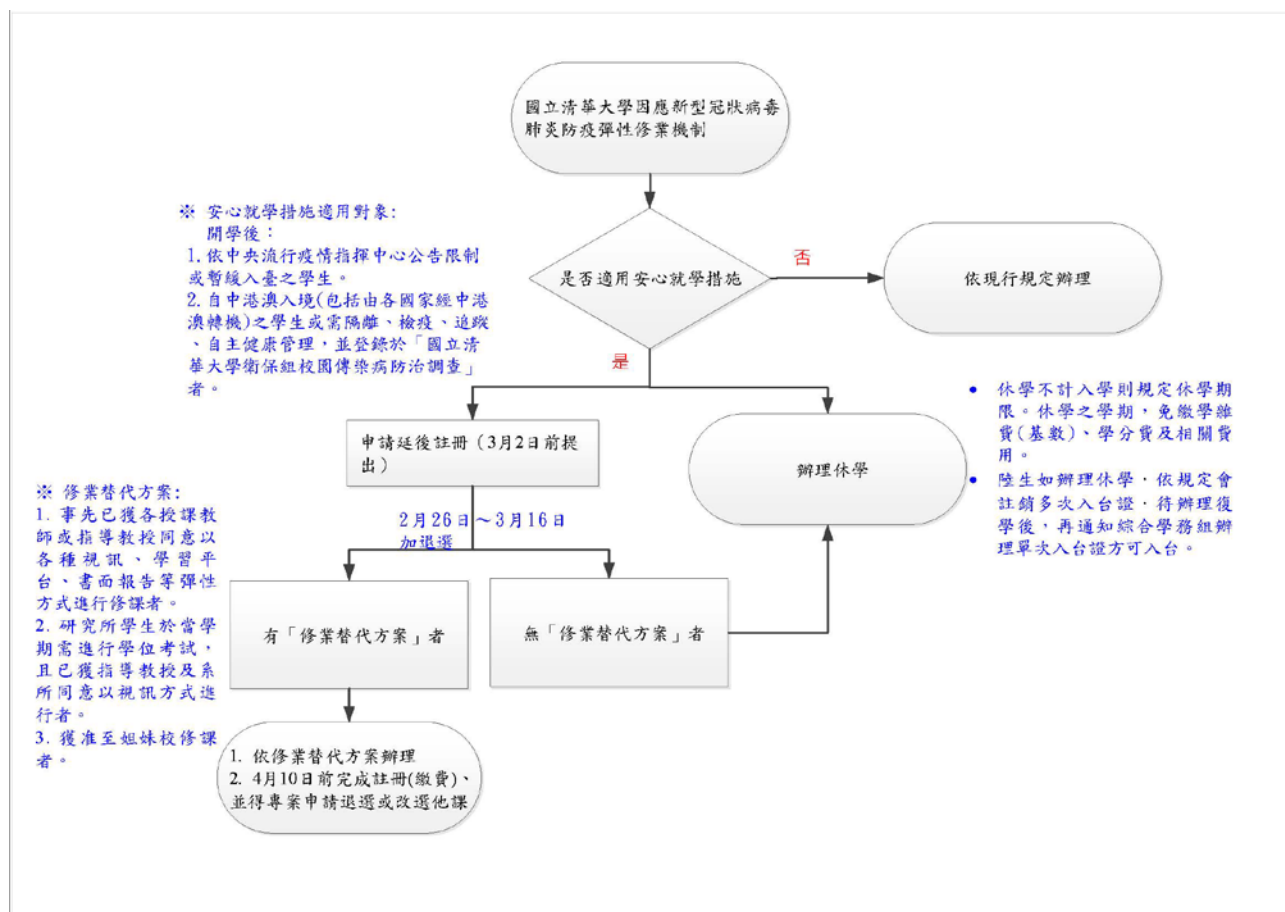 國立清華大學因應新型冠狀病毒
肺炎防疫彈性修業機制
※ 安心就學措施適用對象:
開學後：
1. 依中央流行疫情指揮中心公告限制
或暫緩入臺之學生。
2. 自中港澳入境(包括由各國家經中港
澳轉機)之學生或需隔離、檢疫、追蹤
、自主健康管理，並登錄於「國立清
華大學衛保組校園傳染病防治調查」
者。
是否適用安心就學措施
否
依現行規定辦理
是
申請延後註冊（3月2日前提
出）
辦理休學
• 休學不計入學則規定休學期
限。休學之學期，免繳學雜
費(基數)、學分費及相關費
用。
• 陸生如辦理休學，依規定會
註銷多次入台證，待辦理復
學後，再通知綜合學務組辦
理單次入台證方可入台。
※ 修業替代方案:
1. 事先已獲各授課教
師或指導教授同意以
各種視訊、學習平
台、書面報告等彈性
方式進行修課者。
2. 研究所學生於當學
期需進行學位考試，
且已獲指導教授及系
所同意以視訊方式進
行者。
3. 獲准至姐妹校修課
者。
2月26日～3月16日
加退選
有「修業替代方案」者
無「修業替代方案」者
1. 依修業替代方案辦理
2. 4月10日前完成註冊(繳費)、
並得專案申請退選或改選他課